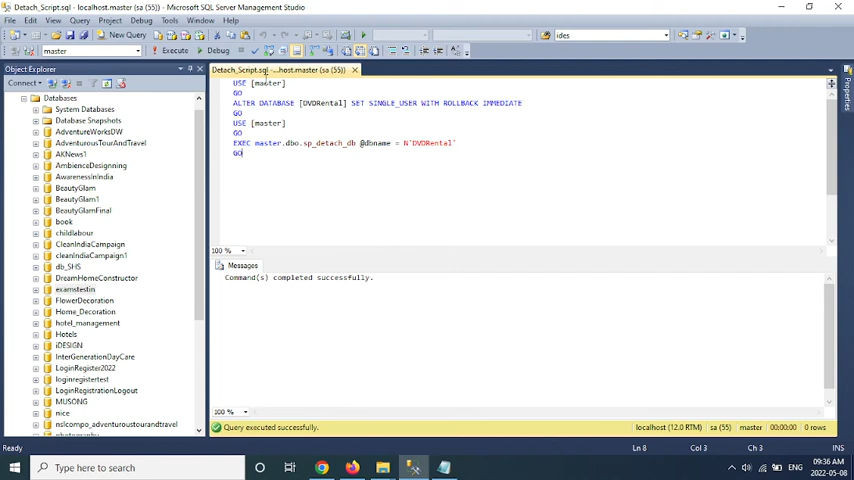 Detach_Script.sql - localhost.master (sa (55)) - Microsoft SQL Server Management Studio
File Edit View Query Project Debug Tools Window Help
New Query
ides
master
Execute
Debug
Object Explorer
Detach_Script.sql -...host.master (sa (55))
Properties
Connect
Databases
System Databases
Database Snapshots
AdventureWorksDW
AdventurousTourAndTravel
AKNews1
AmbienceDesignning
AwarenessInIndia
BeautyGlam
BeautyGlam1
BeautyGlamFinal
book
childlabour
CleanIndiaCampaign
cleanIndiaCampaign1
db_SHS
DreamHomeConstructor
examstestin
FlowerDecoration
Home_Decoration
hotel_management
Hotels
iDESIGN
InterGenerationDayCare
loginregistertest
LoginRegistrationLogout
MUSONG
nice
nslcompo_adventuroustourandtravel
USE [master]
GO
ALTER DATABASE [DVDRental] SET SINGLE_USER WITH ROLLBACK IMMEDIATE
GO
USE [master]
GO
EXEC master.dbo.sp_detach_db @dbname = N'DVDRental'
GO
100 %
Messages
Command(s) completed successfully.
100 %
Query executed successfully.
localhost (12.0 RTM) sa (55) master 00:00:00 0 rows
Ready
Ln 8 Col 3 Ch 3 INS
Type here to search
ENG
09:36 AM
2022-05-08